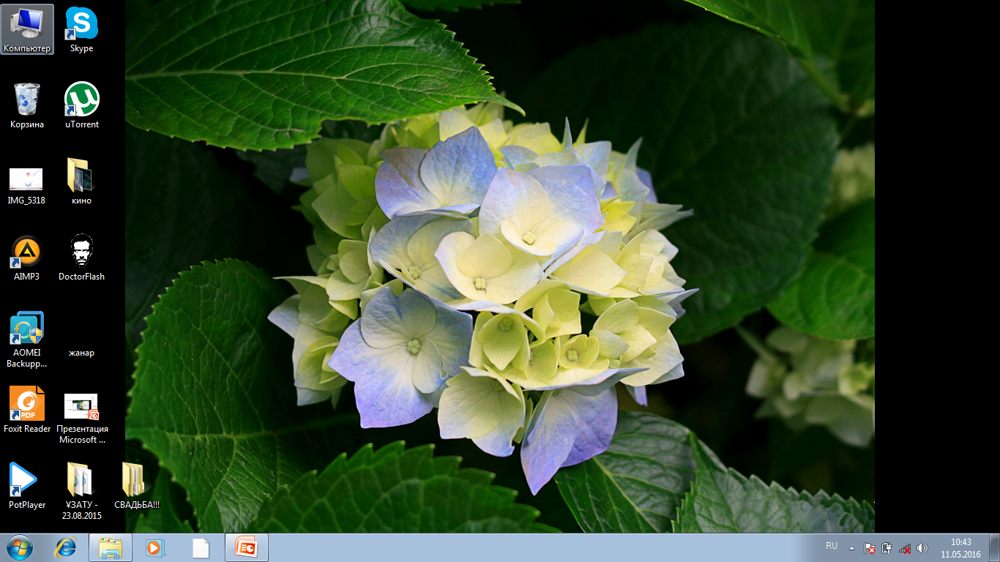 Компьютер
Skype
Корзина
uTorrent
IMG_5318
кино
AIMP3
DoctorFlash
AOMEI
Backupp...
жанар
PDF
Foxit Reader
Презентация
Microsoft ...
PotPlayer
ҰЗАТУ -
23.08.2015
СВАДЬБА!!!
RU
10:43
11.05.2016